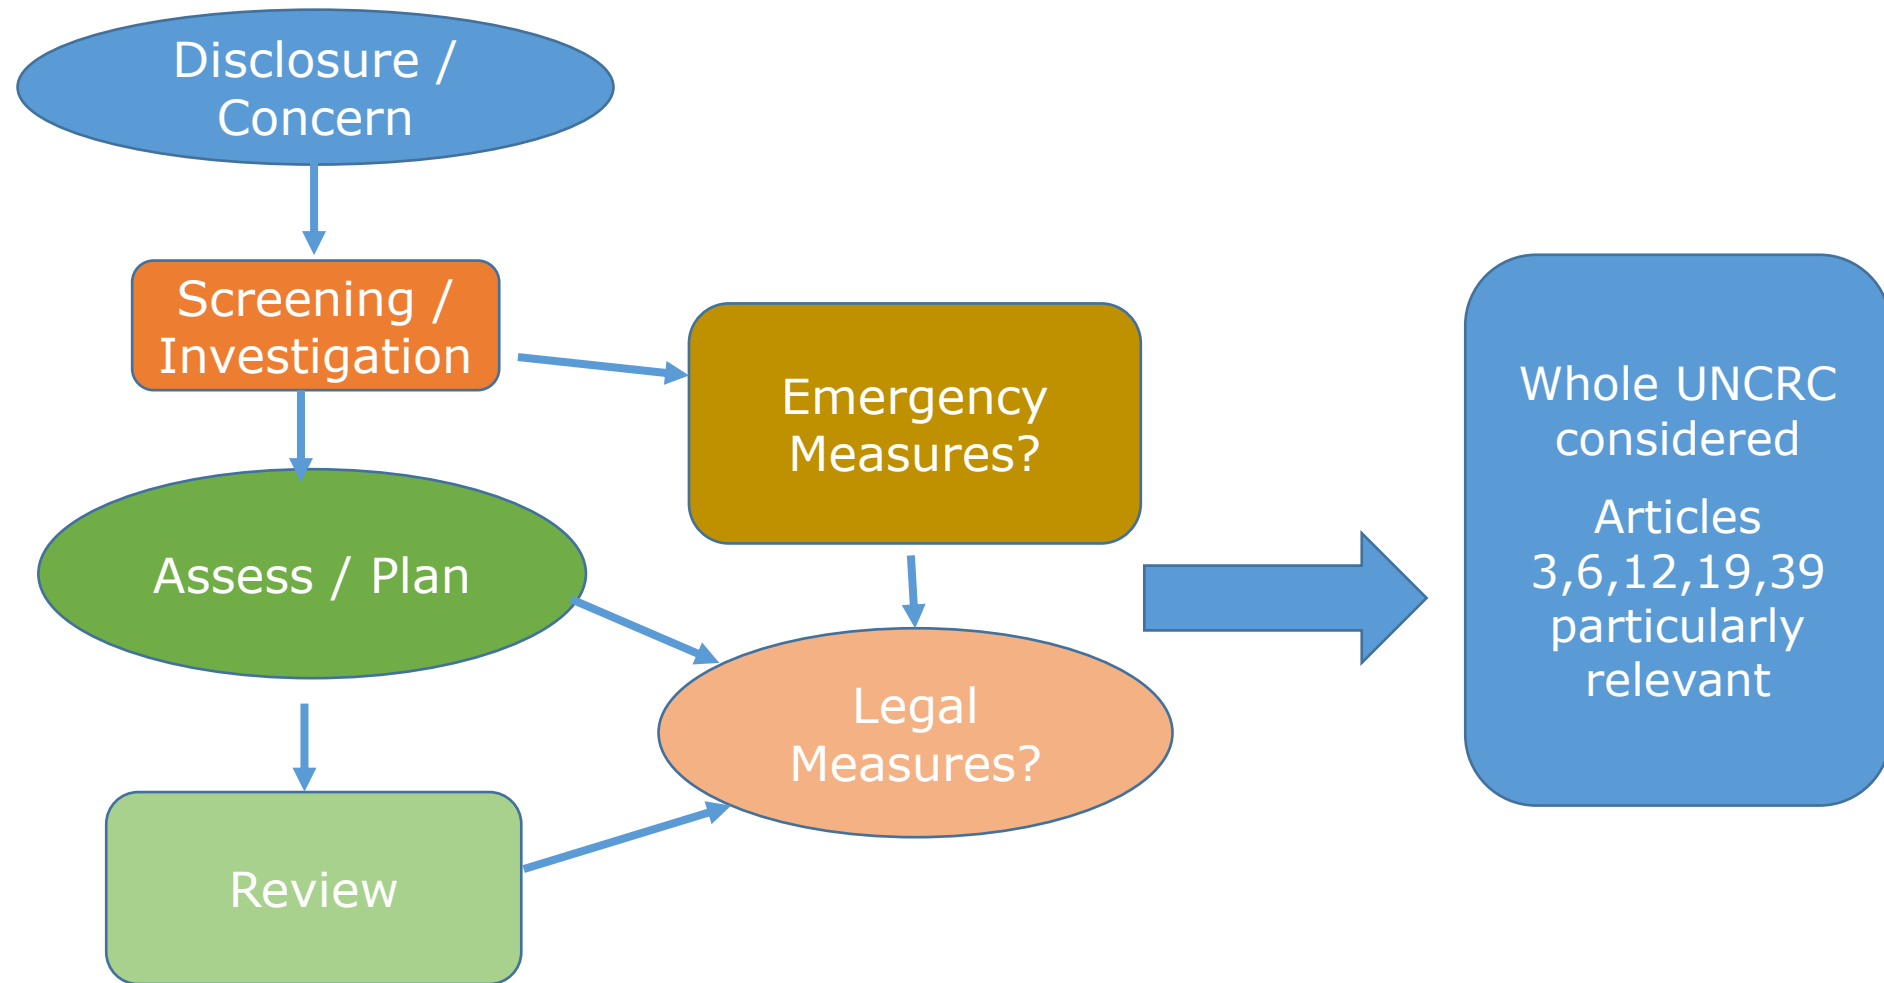 Disclosure /
Concern
Screening /
Investigation
Emergency
Measures?
Assess / Plan
Legal
Measures?
Review
Whole UNCRC
considered
Articles
3,6,12,19,39
particularly
relevant